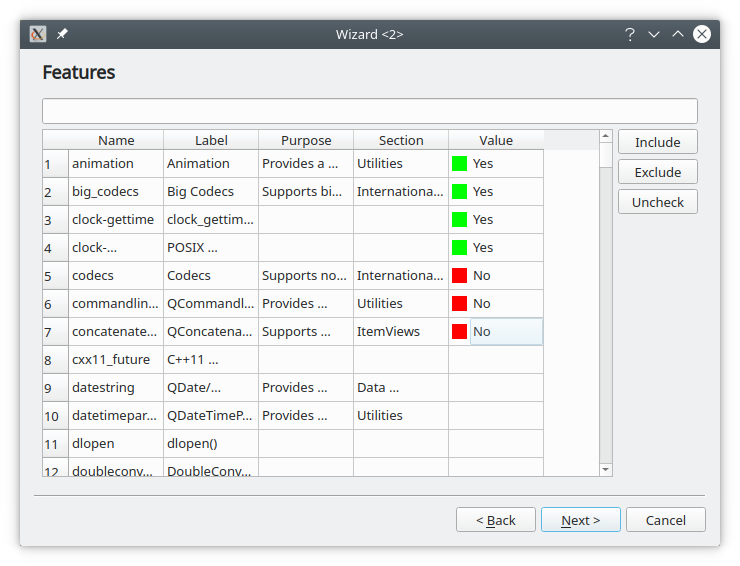 Wizard <2>
Features
Name Label Purpose Section Value
1 animation Animation Provides a ... Utilities Yes
2 big_codecs Big Codecs Supports bi... Internationa... Yes
3 clock-gettime clock_gettim... Yes
4 clock-... POSIX ... Yes
5 codecs Codecs Supports no... Internationa... No
6 commandlin... QCommandl... Provides ... Utilities No
7 concatenate... QConcatena... Supports ... ItemViews No
8 cxx11_future C++11 ...
9 datestring QDate/... Provides ... Data ...
10 datetimepar... QDateTimeP... Provides ... Utilities
11 dlopen dlopen()
12 doubleconv... DoubleConv...
Include
Exclude
Uncheck
< Back Next > Cancel